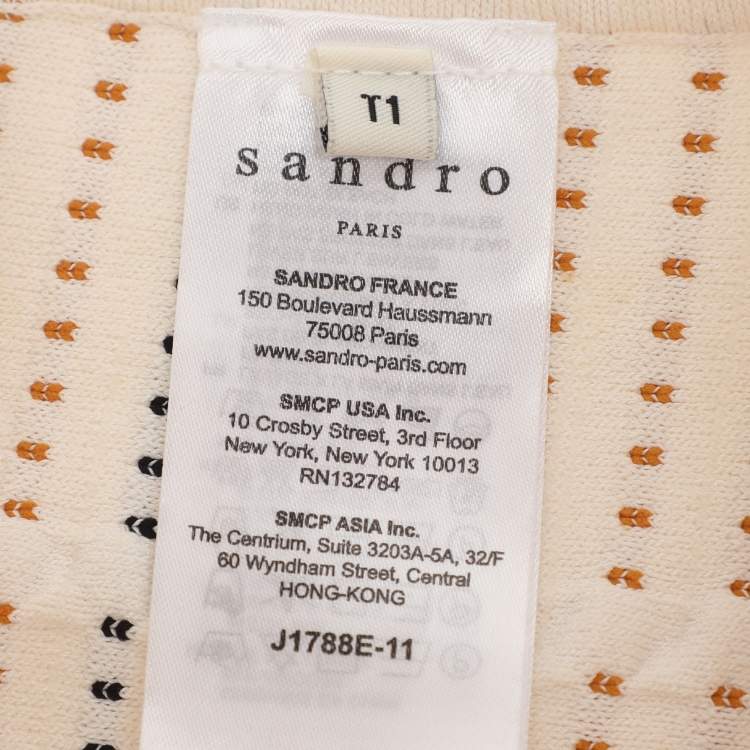 T1
sandro
PARIS
SANDRO FRANCE
150 Boulevard Haussmann
75008 Paris
www.sandro-paris.com
SMCP USA Inc.
10 Crosby Street, 3rd Floor
New York, New York 10013
RN132784
SMCP ASIA Inc.
The Centrium, Suite 3203A-5A, 32/F
60 Wyndham Street, Central
HONG-KONG
J1788E-11